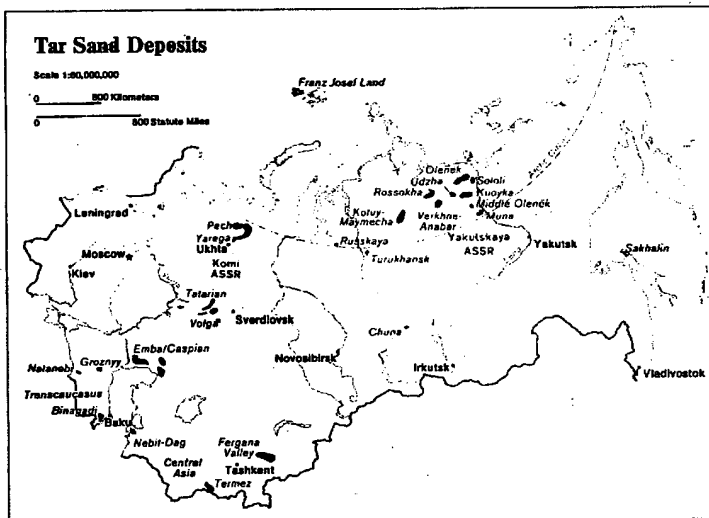 Tar Sand Deposits
Scale 1:60,000,000
0 800 Kilometers
0 800 Statute Miles
Franz Josef Land
Arctic Circle
Olenek
Udzha
Sololi
Rossokha
Kuoyka
Middle Olenek
Kotuy-
Maymecha
Verkhne-
Anabar
Muna
Leningrad
Pechora
Yarega
Ukhta
Komi
ASSR
Russkaya
Turukhansk
Yakutskaya
ASSR
Yakutsk
Sakhalin
Moscow
Kiev
Tatarian
Volga
Sverdlovsk
Chuna
Emba/Caspian
Novosibirsk
Irkutsk
Natanebi
Groznyy
Vladivostok
Transcaucasus
Binagadi
Baku
Nebit-Dag
Fergana
Valley
Central
Asia
Tashkent
Termez